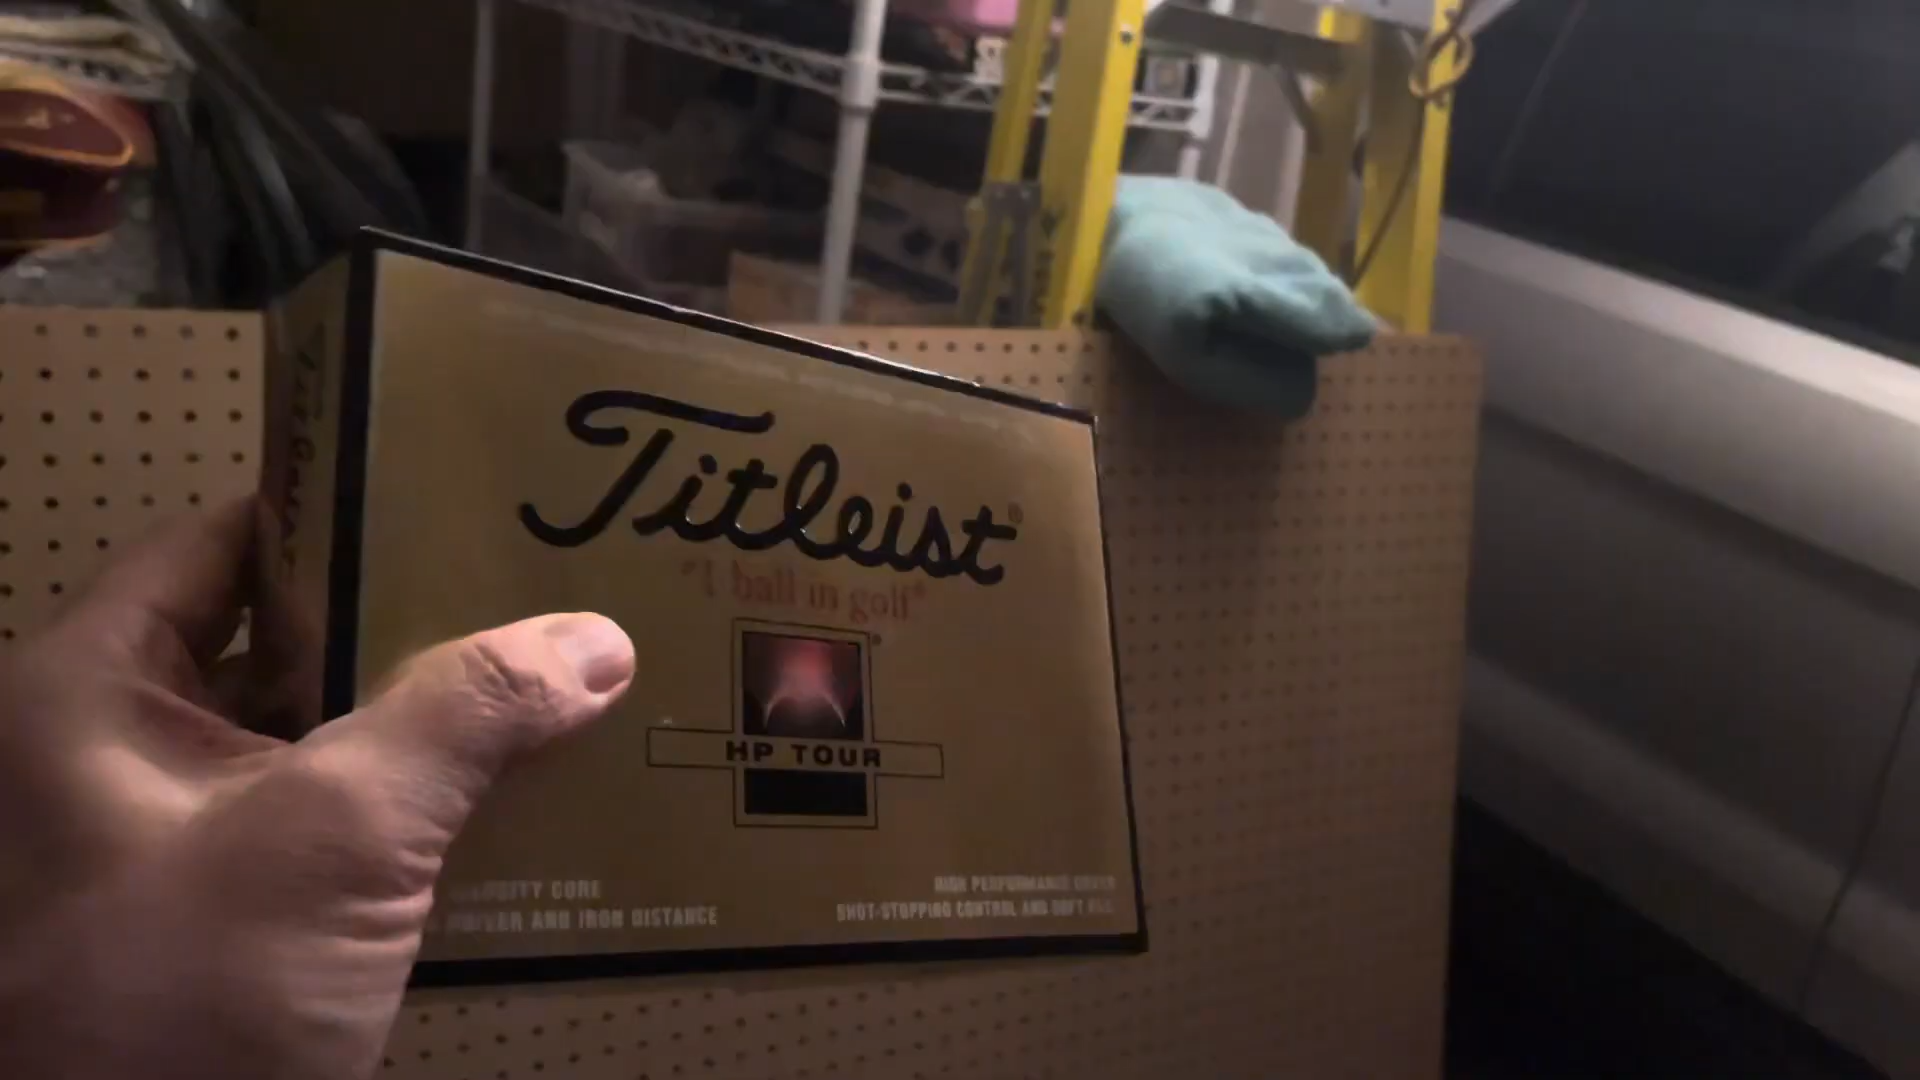 Titleist®
"1 ball in golf"
HP TOUR
CORE
DRIVER AND IRON DISTANCE
HIGH PERFORMANCE COVER
SHOT-STOPPING CONTROL AND SOFT